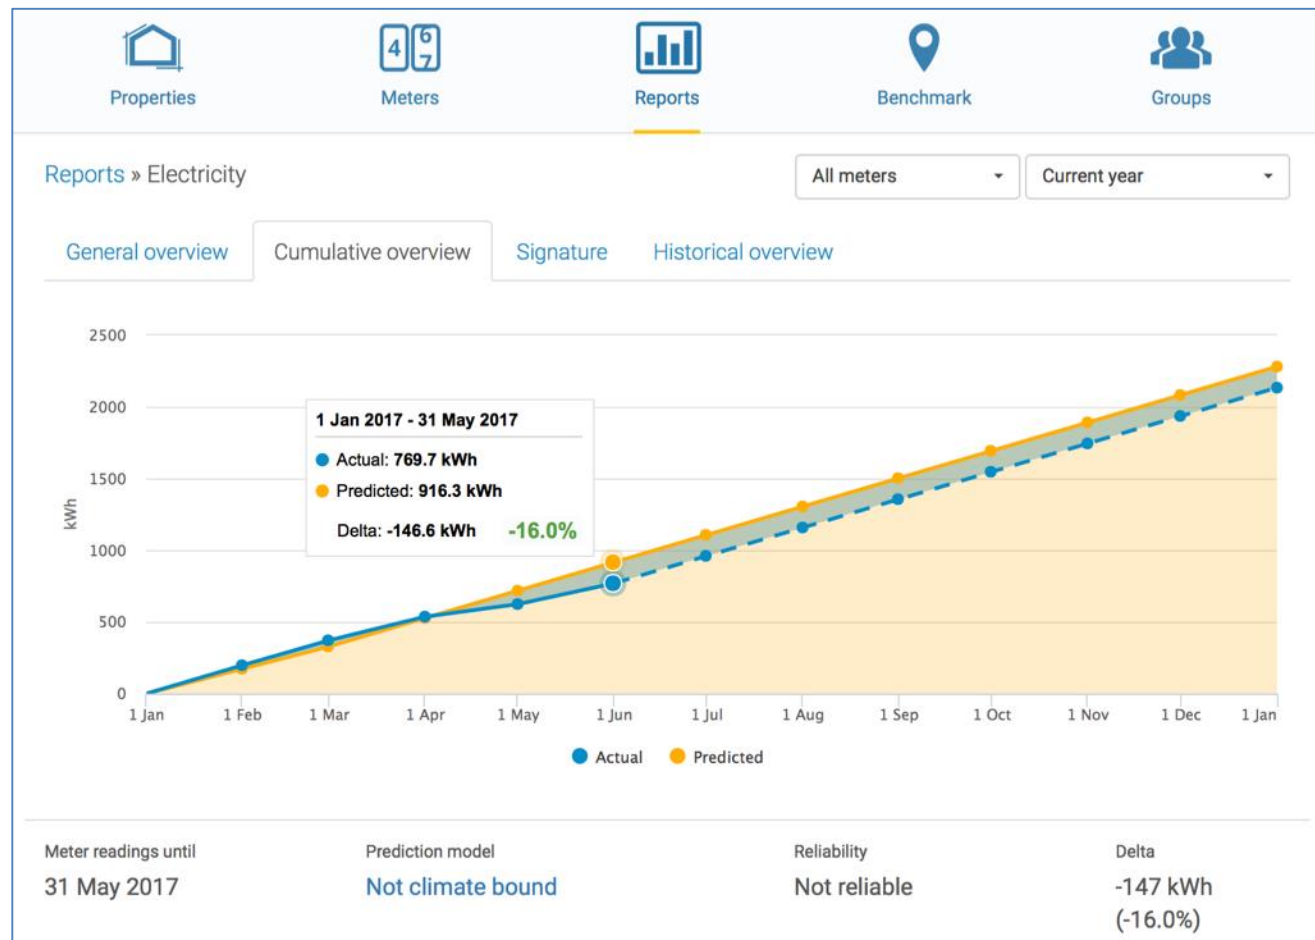 4 6 7
Properties
Meters
Reports
Benchmark
Groups
Reports » Electricity
All meters
Current year
General overview
Cumulative overview
Signature
Historical overview
2500
2000
1500
1000
500
0
kWh
1 Jan 2017 - 31 May 2017
Actual: 769.7 kWh
Predicted: 916.3 kWh
Delta: -146.6 kWh -16.0%
1 Jan 1 Feb 1 Mar 1 Apr 1 May 1 Jun 1 Jul 1 Aug 1 Sep 1 Oct 1 Nov 1 Dec 1 Jan
Actual Predicted
Meter readings until
31 May 2017
Prediction model
Not climate bound
Reliability
Not reliable
Delta
-147 kWh
(-16.0%)